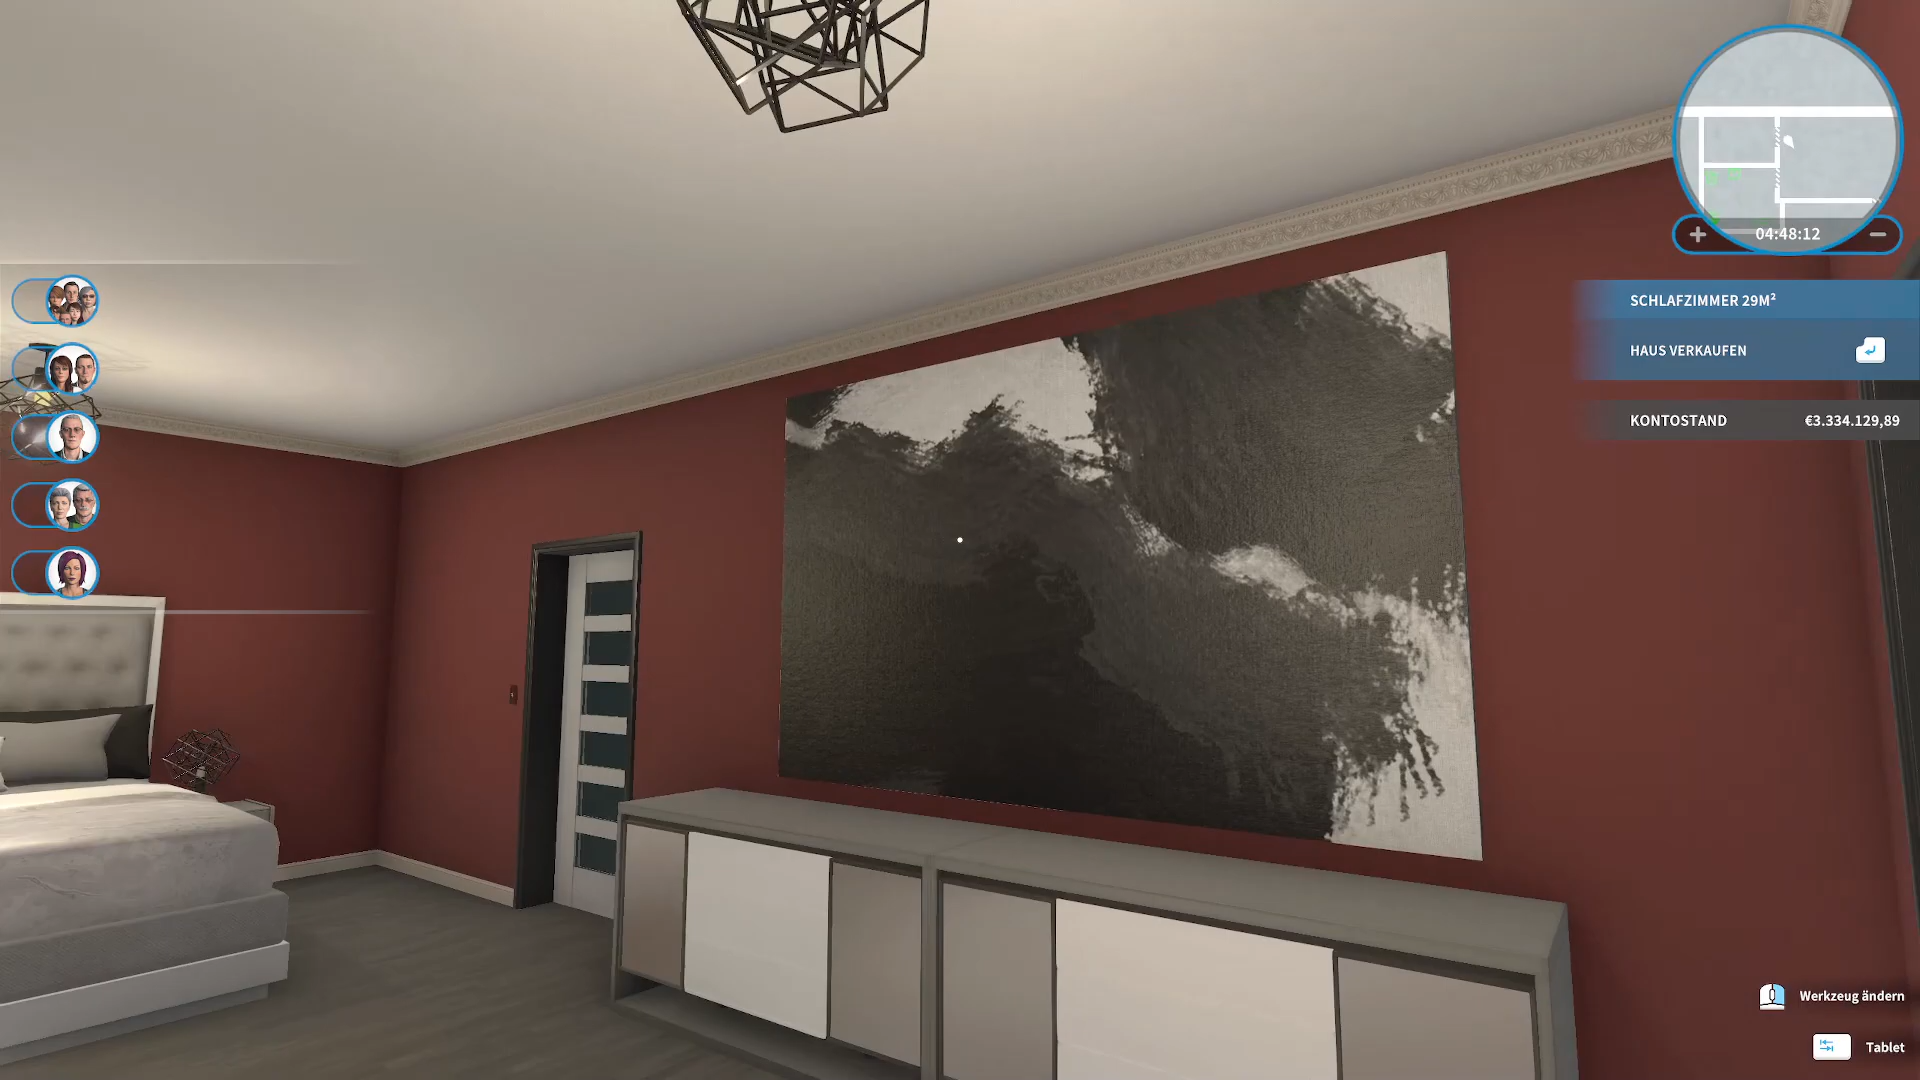 04:48:12
SCHLAFZIMMER 29M²
HAUS VERKAUFEN
KONTOSTAND €3.334.129,89
Werkzeug ändern
Tablet